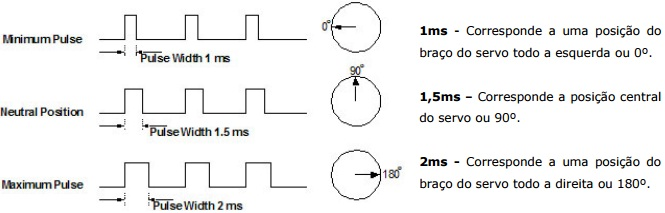 Minimum Pulse
Pulse Width 1 ms
0°
1ms - Corresponde a uma posição do
braço do servo todo a esquerda ou 0º.
Neutral Position
Pulse Width 1.5 ms
90°
1,5ms – Corresponde a posição central
do servo ou 90º.
Maximum Pulse
Pulse Width 2 ms
180°
2ms - Corresponde a uma posição do
braço do servo todo a direita ou 180º.